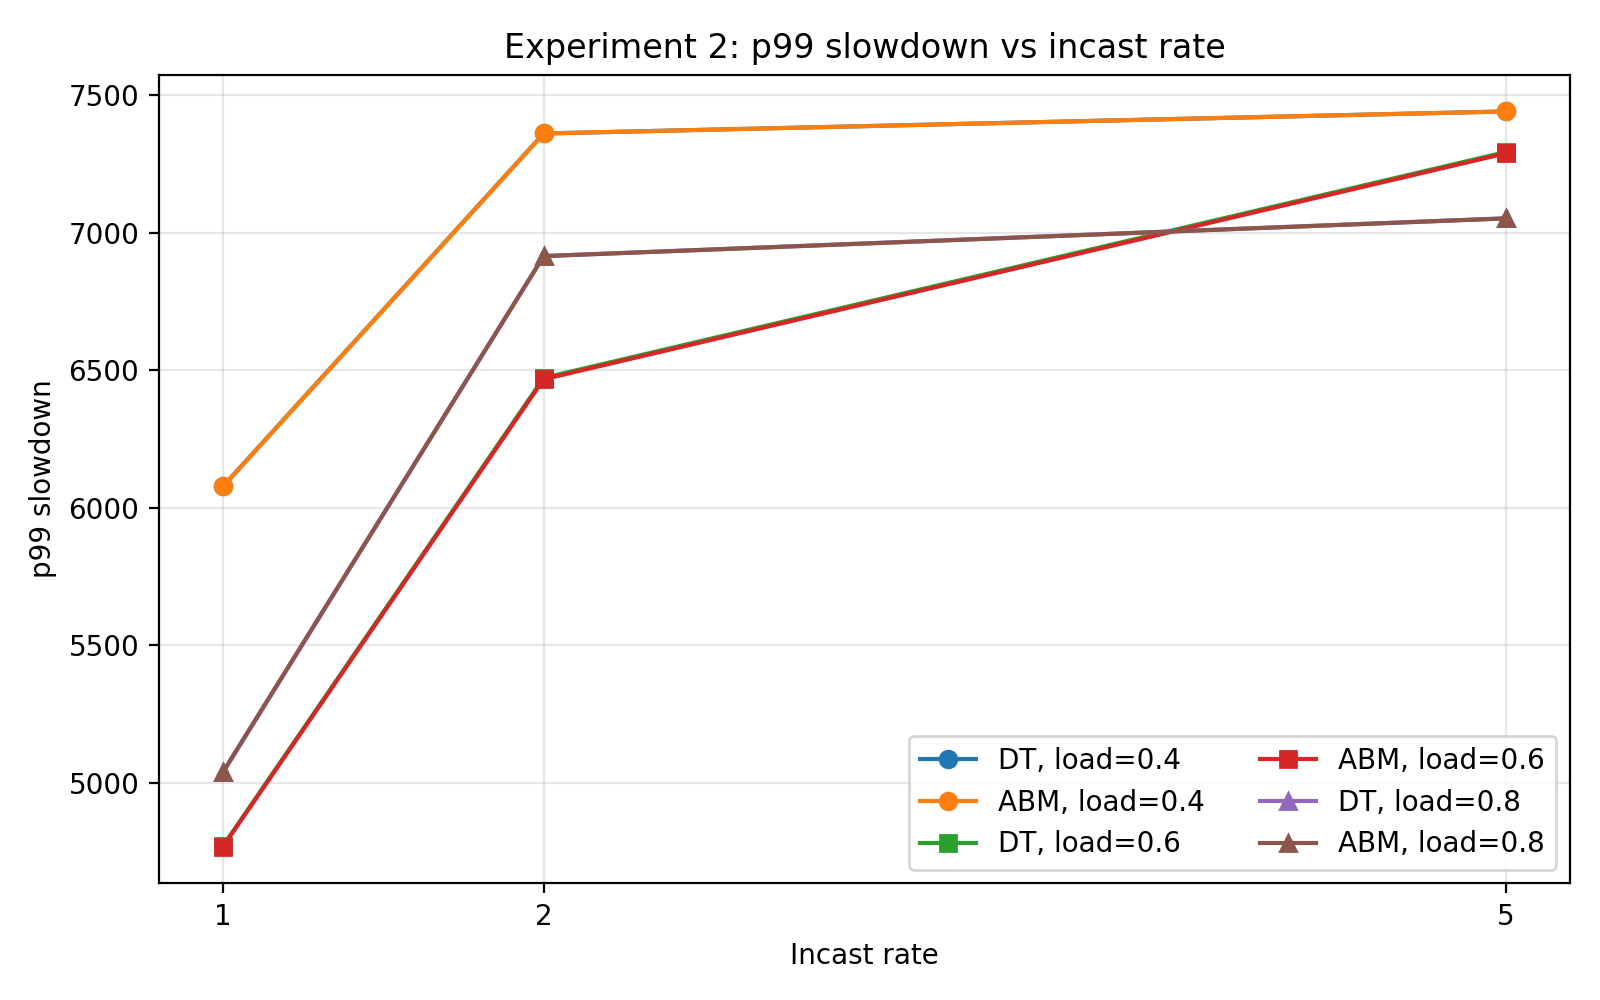 Experiment 2: p99 slowdown vs incast rate
7500
7000
6500
6000
5500
5000
p99 slowdown
1 2 5
Incast rate
DT, load=0.4
ABM, load=0.4
DT, load=0.6
ABM, load=0.6
DT, load=0.8
ABM, load=0.8